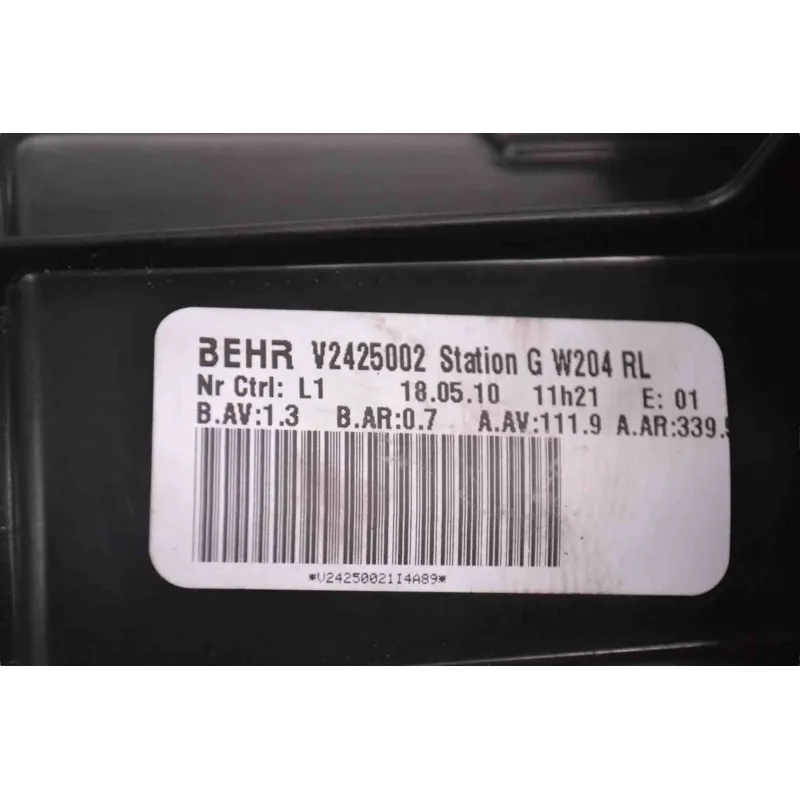 BEHR V2425002 Station G W204 RL
Nr Ctrl: L1 18.05.10 11h21 E: 01
B.AV:1.3 B.AR:0.7 A.AV:111.9 A.AR:339.5
*V24250021I4A89*